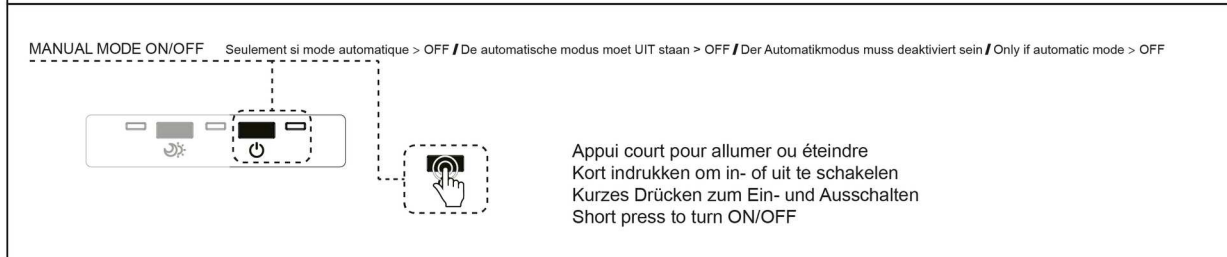 MANUAL MODE ON/OFF Seulement si mode automatique > OFF / De automatische modus moet UIT staan > OFF / Der Automatikmodus muss deaktiviert sein / Only if automatic mode > OFF
Appui court pour allumer ou éteindre
Kort indrukken om in- of uit te schakelen
Kurzes Drücken zum Ein- und Ausschalten
Short press to turn ON/OFF